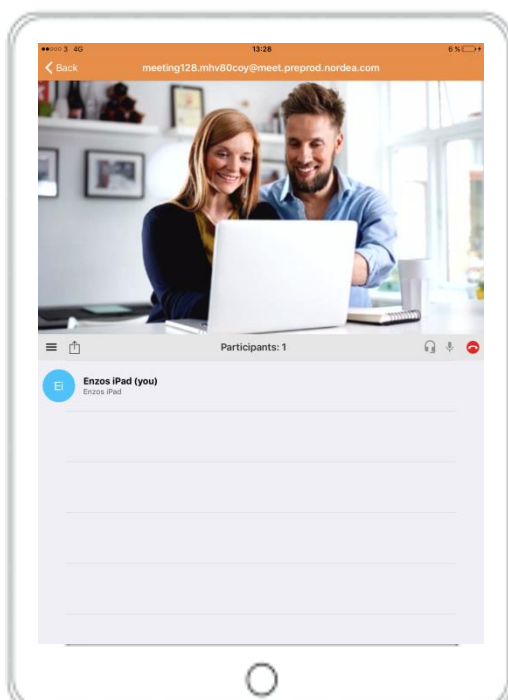 3 4G 13:28 6 %
Back meeting128.mhv80coy@meet.preprod.nordea.com
Participants: 1
Ei Enzos iPad (you)
Enzos iPad